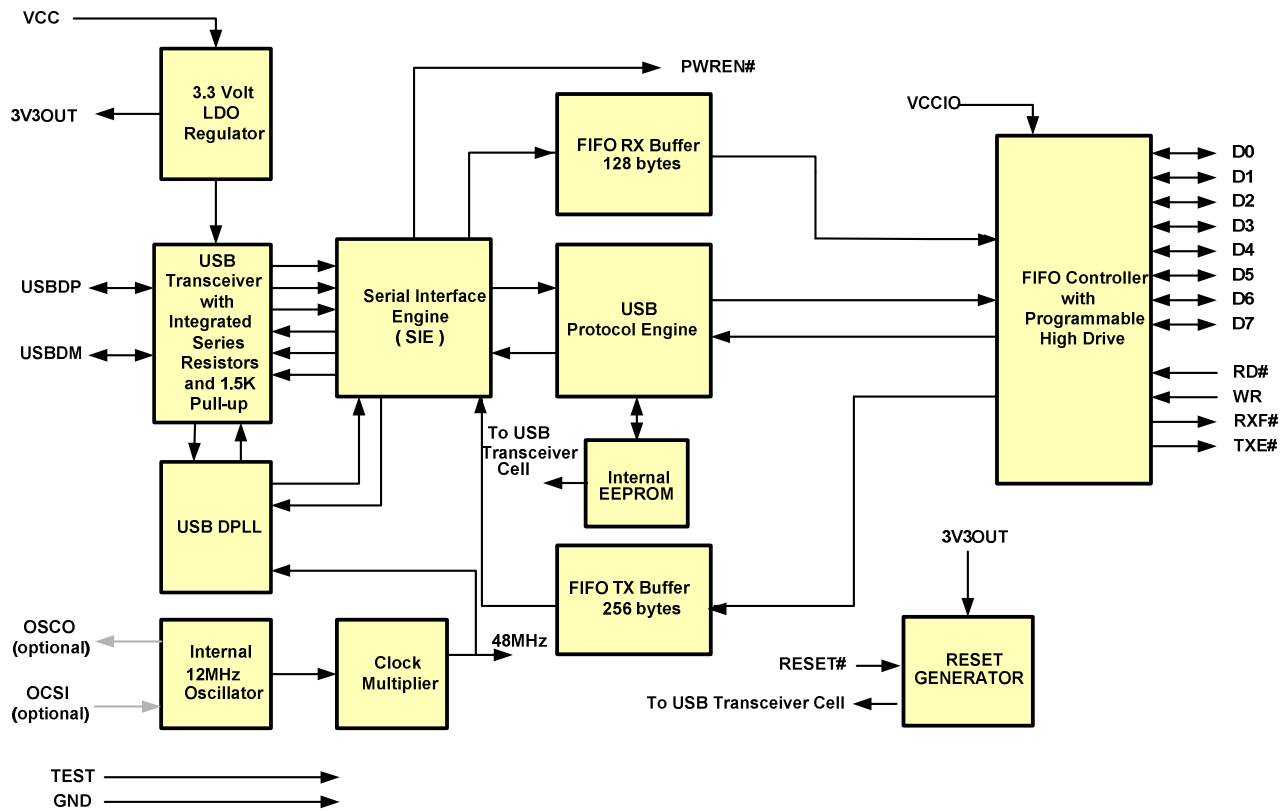 VCC
3.3 Volt
LDO
Regulator
3V3OUT
PWREN#
FIFO RX Buffer
128 bytes
VCCIO
FIFO Controller
with
Programmable
High Drive
D0
D1
D2
D3
D4
D5
D6
D7
RD#
WR
RXF#
TXE#
USBDP
USBDM
USB
Transceiver
with
Integrated
Series
Resistors
and 1.5K
Pull-up
Serial Interface
Engine
( SIE )
USB
Protocol Engine
To USB
Transceiver
Cell
Internal
EEPROM
USB DPLL
FIFO TX Buffer
256 bytes
3V3OUT
OSCO
(optional)
OCSI
(optional)
Internal
12MHz
Oscillator
Clock
Multiplier
48MHz
RESET#
RESET
GENERATOR
To USB Transceiver Cell
TEST
GND